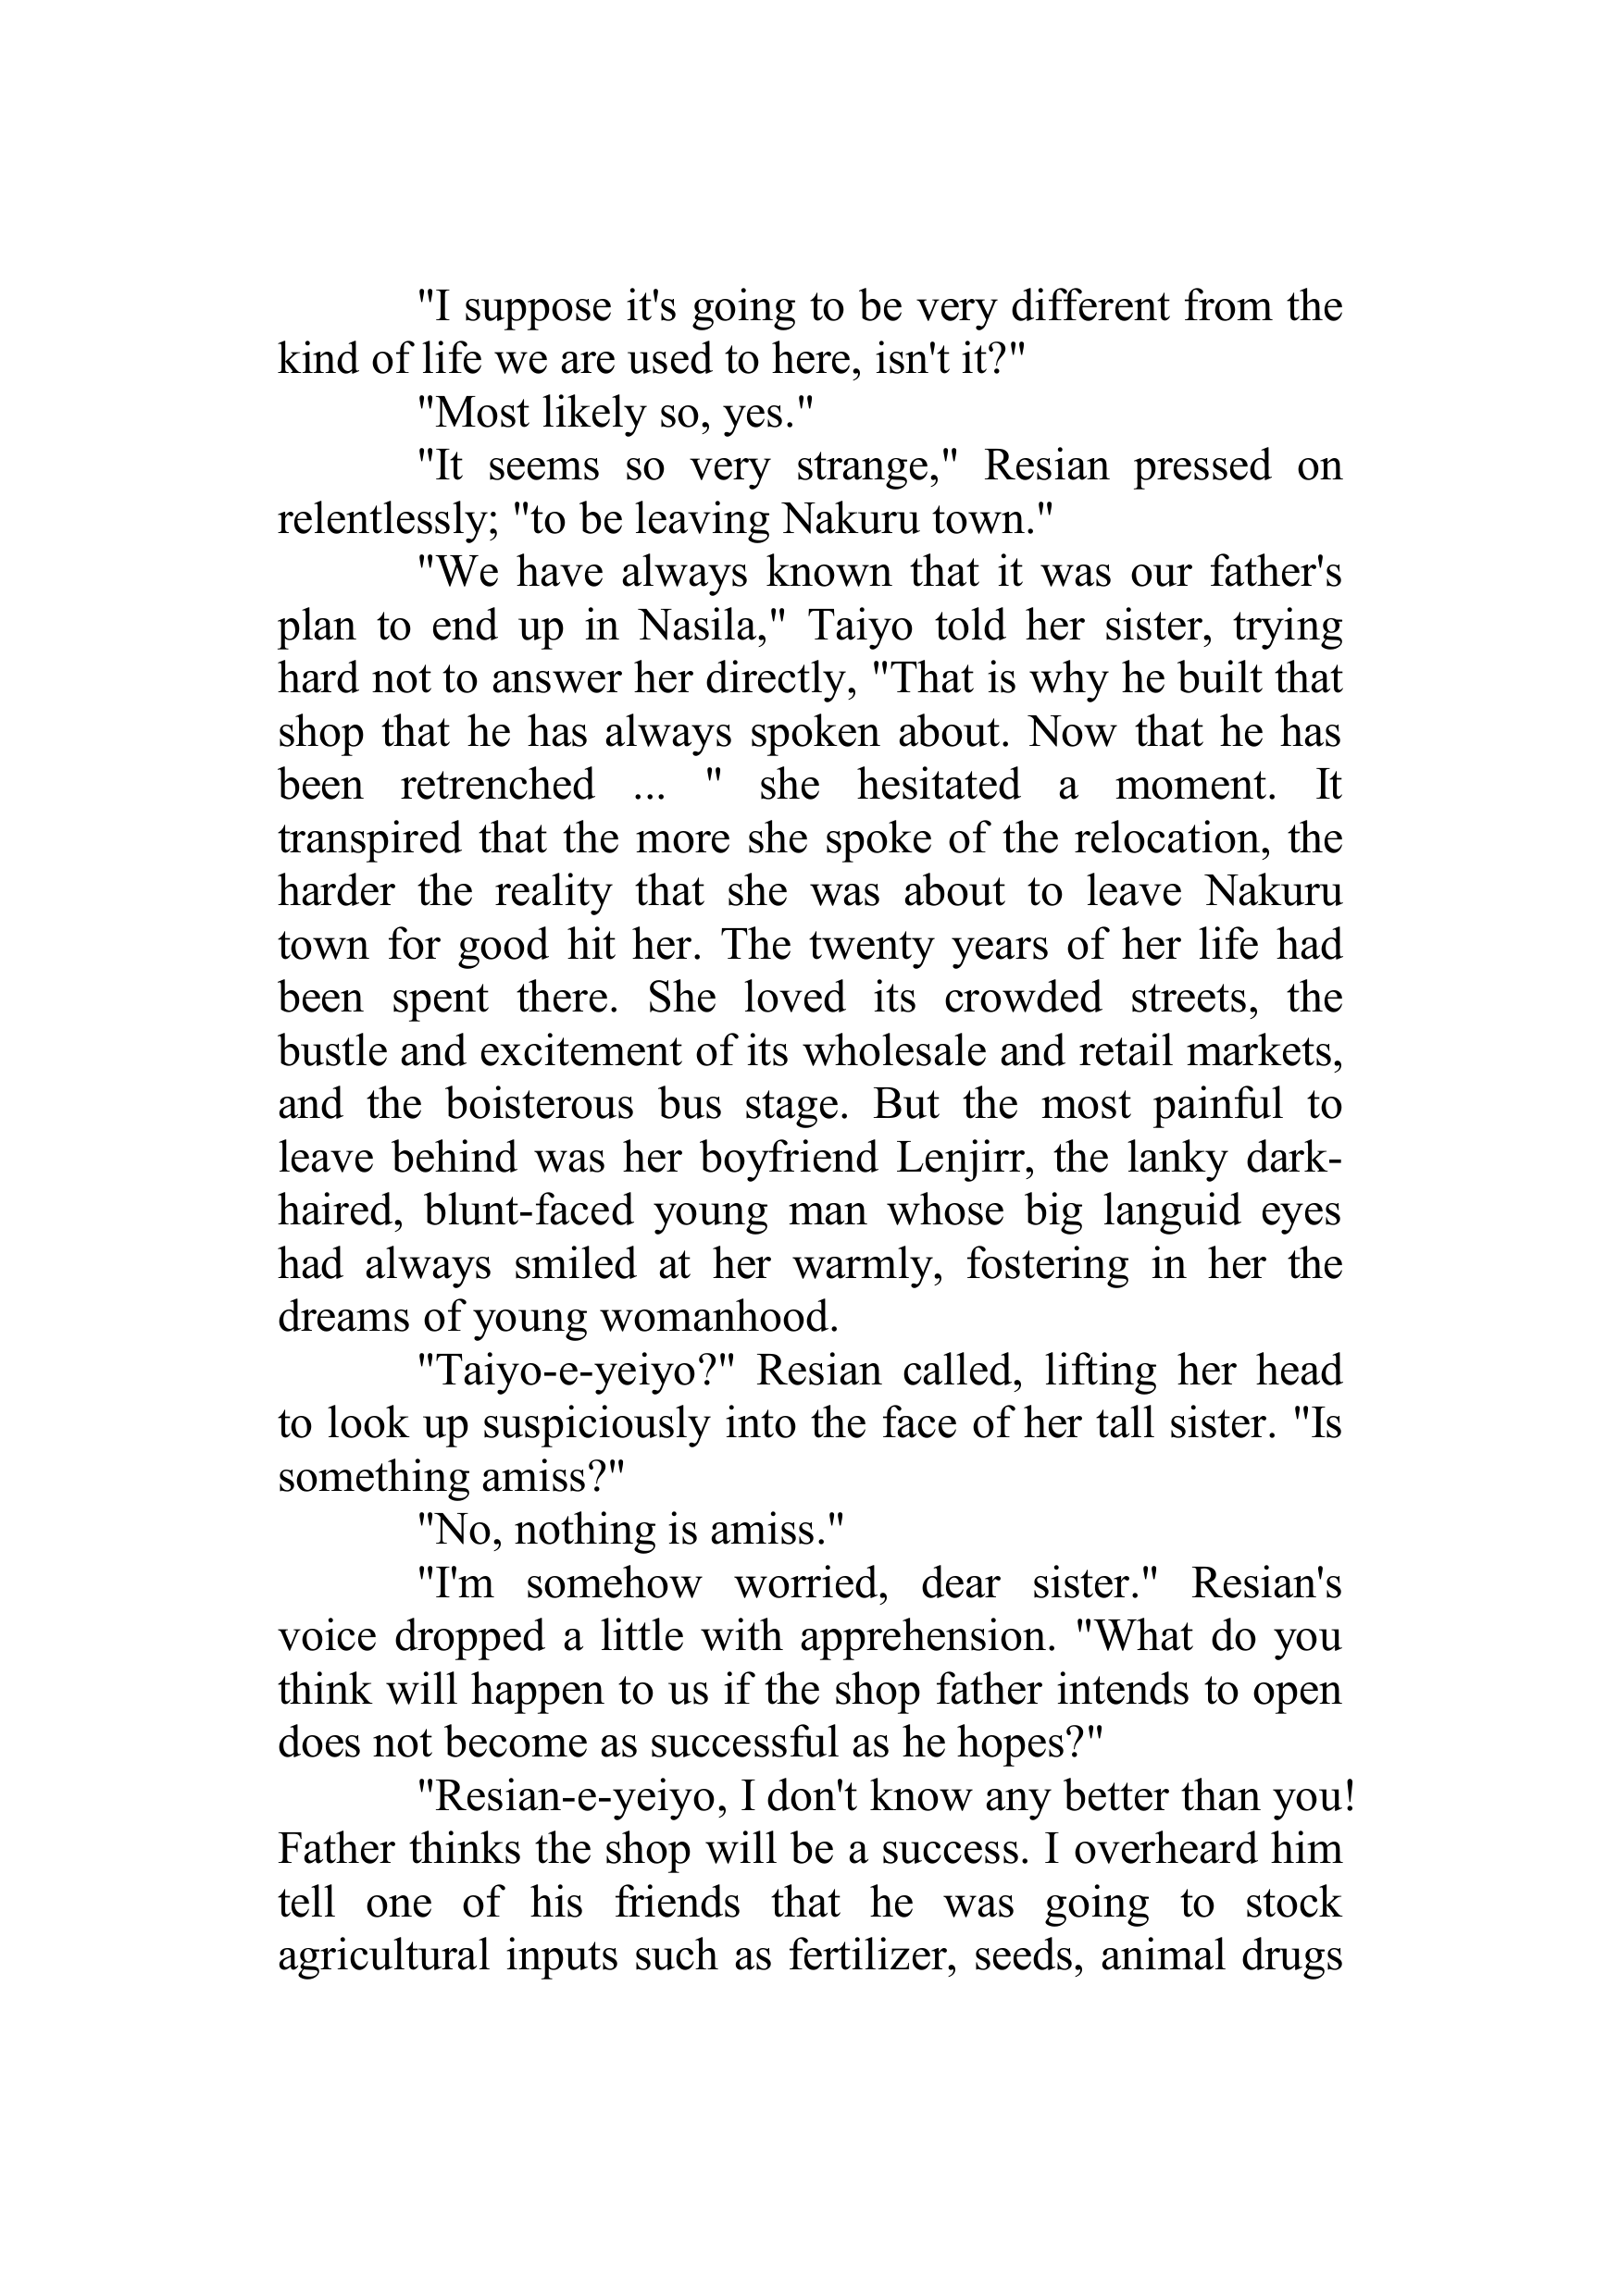 "I suppose it's going to be very different from the
kind of life we are used to here, isn't it?"
"Most likely so, yes."
"It seems so very strange," Resian pressed on
relentlessly; "to be leaving Nakuru town."
"We have always known that it was our father's
plan to end up in Nasila," Taiyo told her sister, trying
hard not to answer her directly, "That is why he built that
shop that he has always spoken about. Now that he has
been retrenched ... " she hesitated a moment. It
transpired that the more she spoke of the relocation, the
harder the reality that she was about to leave Nakuru
town for good hit her. The twenty years of her life had
been spent there. She loved its crowded streets, the
bustle and excitement of its wholesale and retail markets,
and the boisterous bus stage. But the most painful to
leave behind was her boyfriend Lenjirr, the lanky dark-
haired, blunt-faced young man whose big languid eyes
had always smiled at her warmly, fostering in her the
dreams of young womanhood.
"Taiyo-e-yeiyo?" Resian called, lifting her head
to look up suspiciously into the face of her tall sister. "Is
something amiss?"
"No, nothing is amiss."
"I'm somehow worried, dear sister." Resian's
voice dropped a little with apprehension. "What do you
think will happen to us if the shop father intends to open
does not become as successful as he hopes?"
"Resian-e-yeiyo, I don't know any better than you!
Father thinks the shop will be a success. I overheard him
tell one of his friends that he was going to stock
agricultural inputs such as fertilizer, seeds, animal drugs